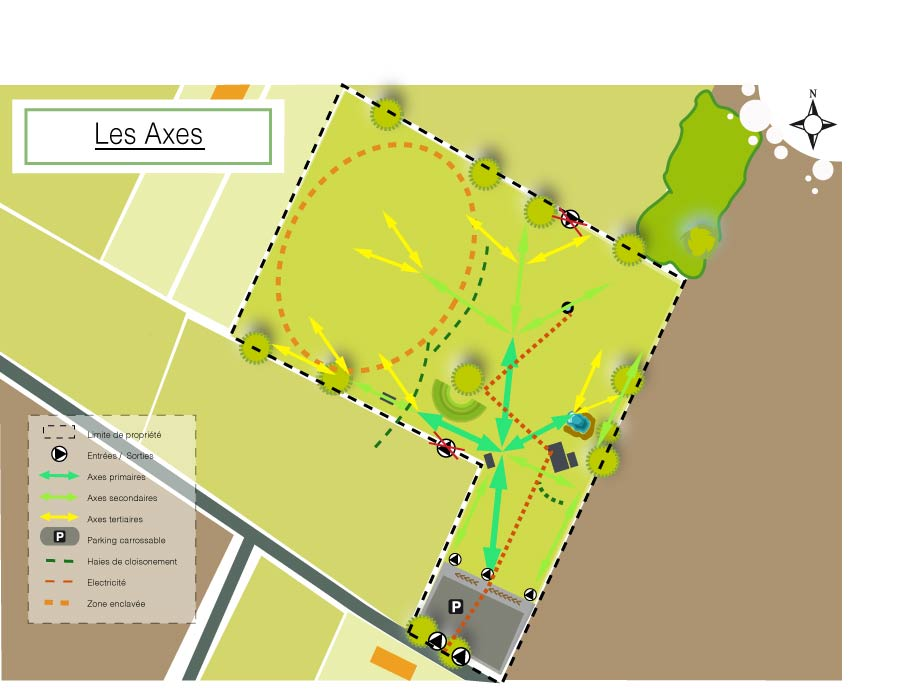 Les Axes
N
Limite de propriété
Entrées / Sorties
Axes primaires
Axes secondaires
Axes tertiaires
P
Parking carrossable
Haies de cloisonement
Electricité
Zone enclavée
P